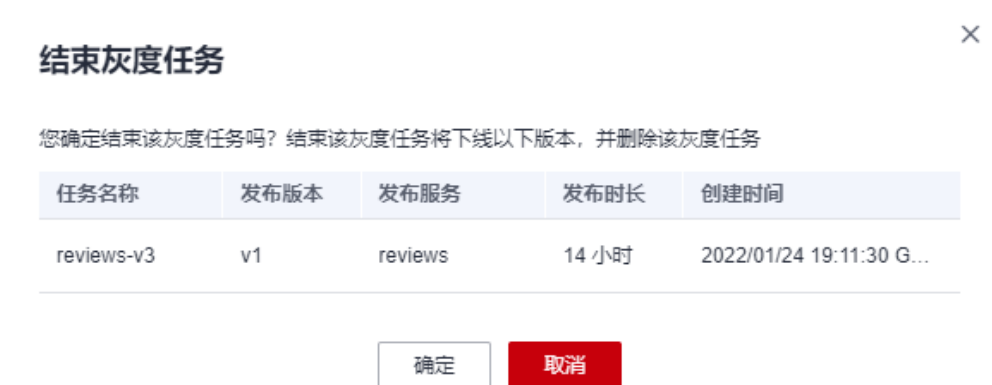 结束灰度任务
您确定结束该灰度任务吗？结束该灰度任务将下线以下版本，并删除该灰度任务
任务名称 发布版本 发布服务 发布时长 创建时间
reviews-v3 v1 reviews 14 小时 2022/01/24 19:11:30 G...
确定 取消